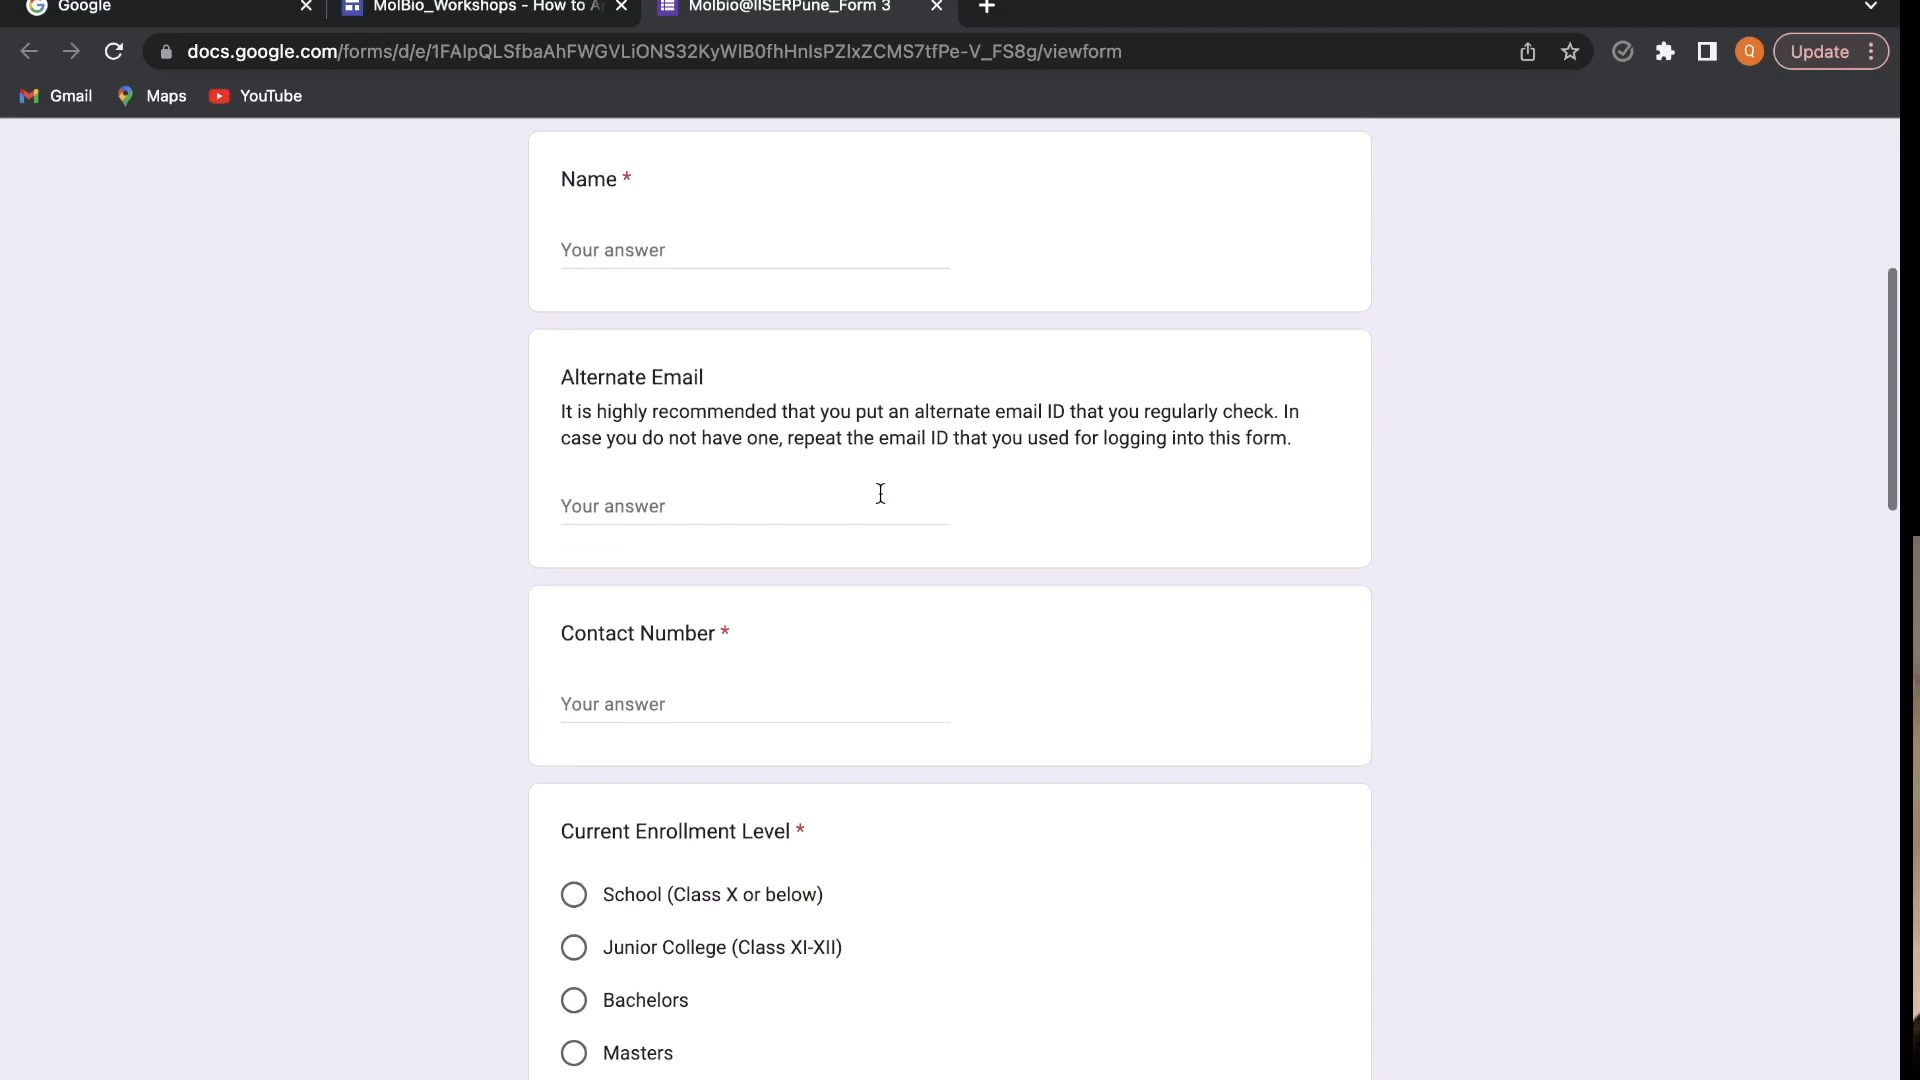 Google
MolBio_Workshops - How to A
Molbio@IISERPune_Form 3
docs.google.com/forms/d/e/1FAIpQLSfbaAhFWGVLiONS32KyWlB0fhHnIsPZIxZCMS7tfPe-V_FS8g/viewform
Q
Update
Gmail
Maps
YouTube
Name *
Your answer
Alternate Email
It is highly recommended that you put an alternate email ID that you regularly check. In
case you do not have one, repeat the email ID that you used for logging into this form.
Your answer
Contact Number *
Your answer
Current Enrollment Level *
School (Class X or below)
Junior College (Class XI-XII)
Bachelors
Masters